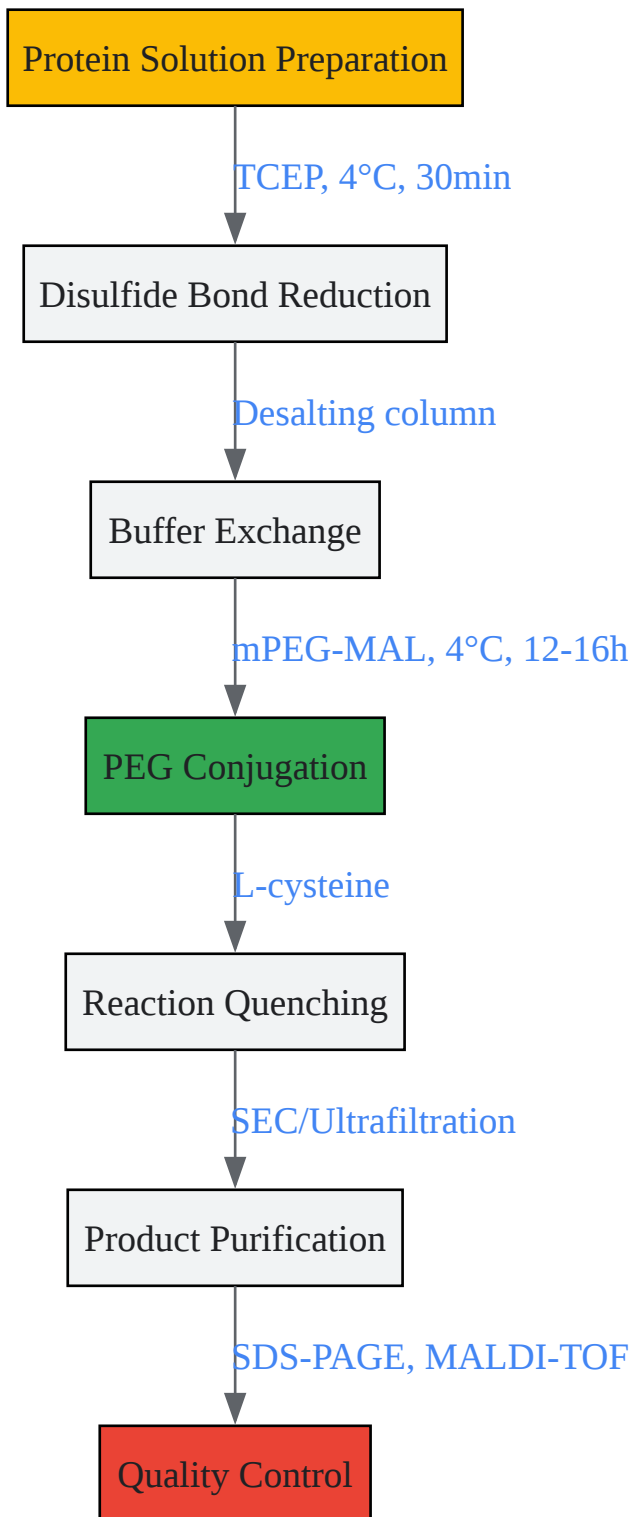 Protein Solution Preparation
TCEP, 4°C, 30min
Disulfide Bond Reduction
Desalting column
Buffer Exchange
mPEG-MAL, 4°C, 12-16h
PEG Conjugation
L-cysteine
Reaction Quenching
SEC/Ultrafiltration
Product Purification
SDS-PAGE, MALDI-TOF
Quality Control